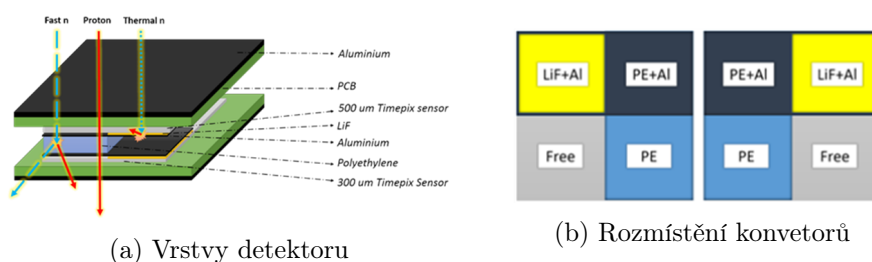 Fast n Proton Thermal n
Aluminium
PCB
500 um Timepix sensor
LiF
Aluminium
Polyethylene
300 um Timepix Sensor
(a) Vrstvy detektoru
LiF+Al PE+Al PE+Al LiF+Al
Free PE PE Free
(b) Rozmístění konvetorů